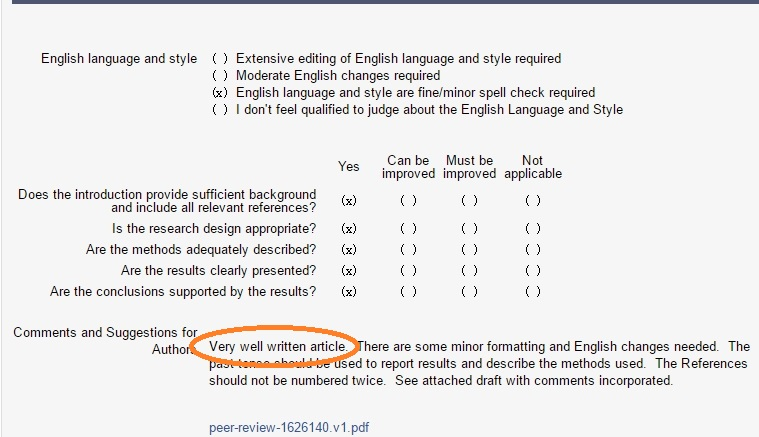 English language and style ( ) Extensive editing of English language and style required
( ) Moderate English changes required
(x) English language and style are fine/minor spell check required
( ) I don't feel qualified to judge about the English Language and Style
Yes Can be improved Must be improved Not applicable
Does the introduction provide sufficient background
and include all relevant references? (x) ( ) ( ) ( )
Is the research design appropriate? (x) ( ) ( ) ( )
Are the methods adequately described? (x) ( ) ( ) ( )
Are the results clearly presented? (x) ( ) ( ) ( )
Are the conclusions supported by the results? (x) ( ) ( ) ( )
Comments and Suggestions for
Authors
Very well written article. There are some minor formatting and English changes needed. The
past tense should be used to report results and describe the methods used. The References
should not be numbered twice. See attached draft with comments incorporated.
peer-review-1626140.v1.pdf